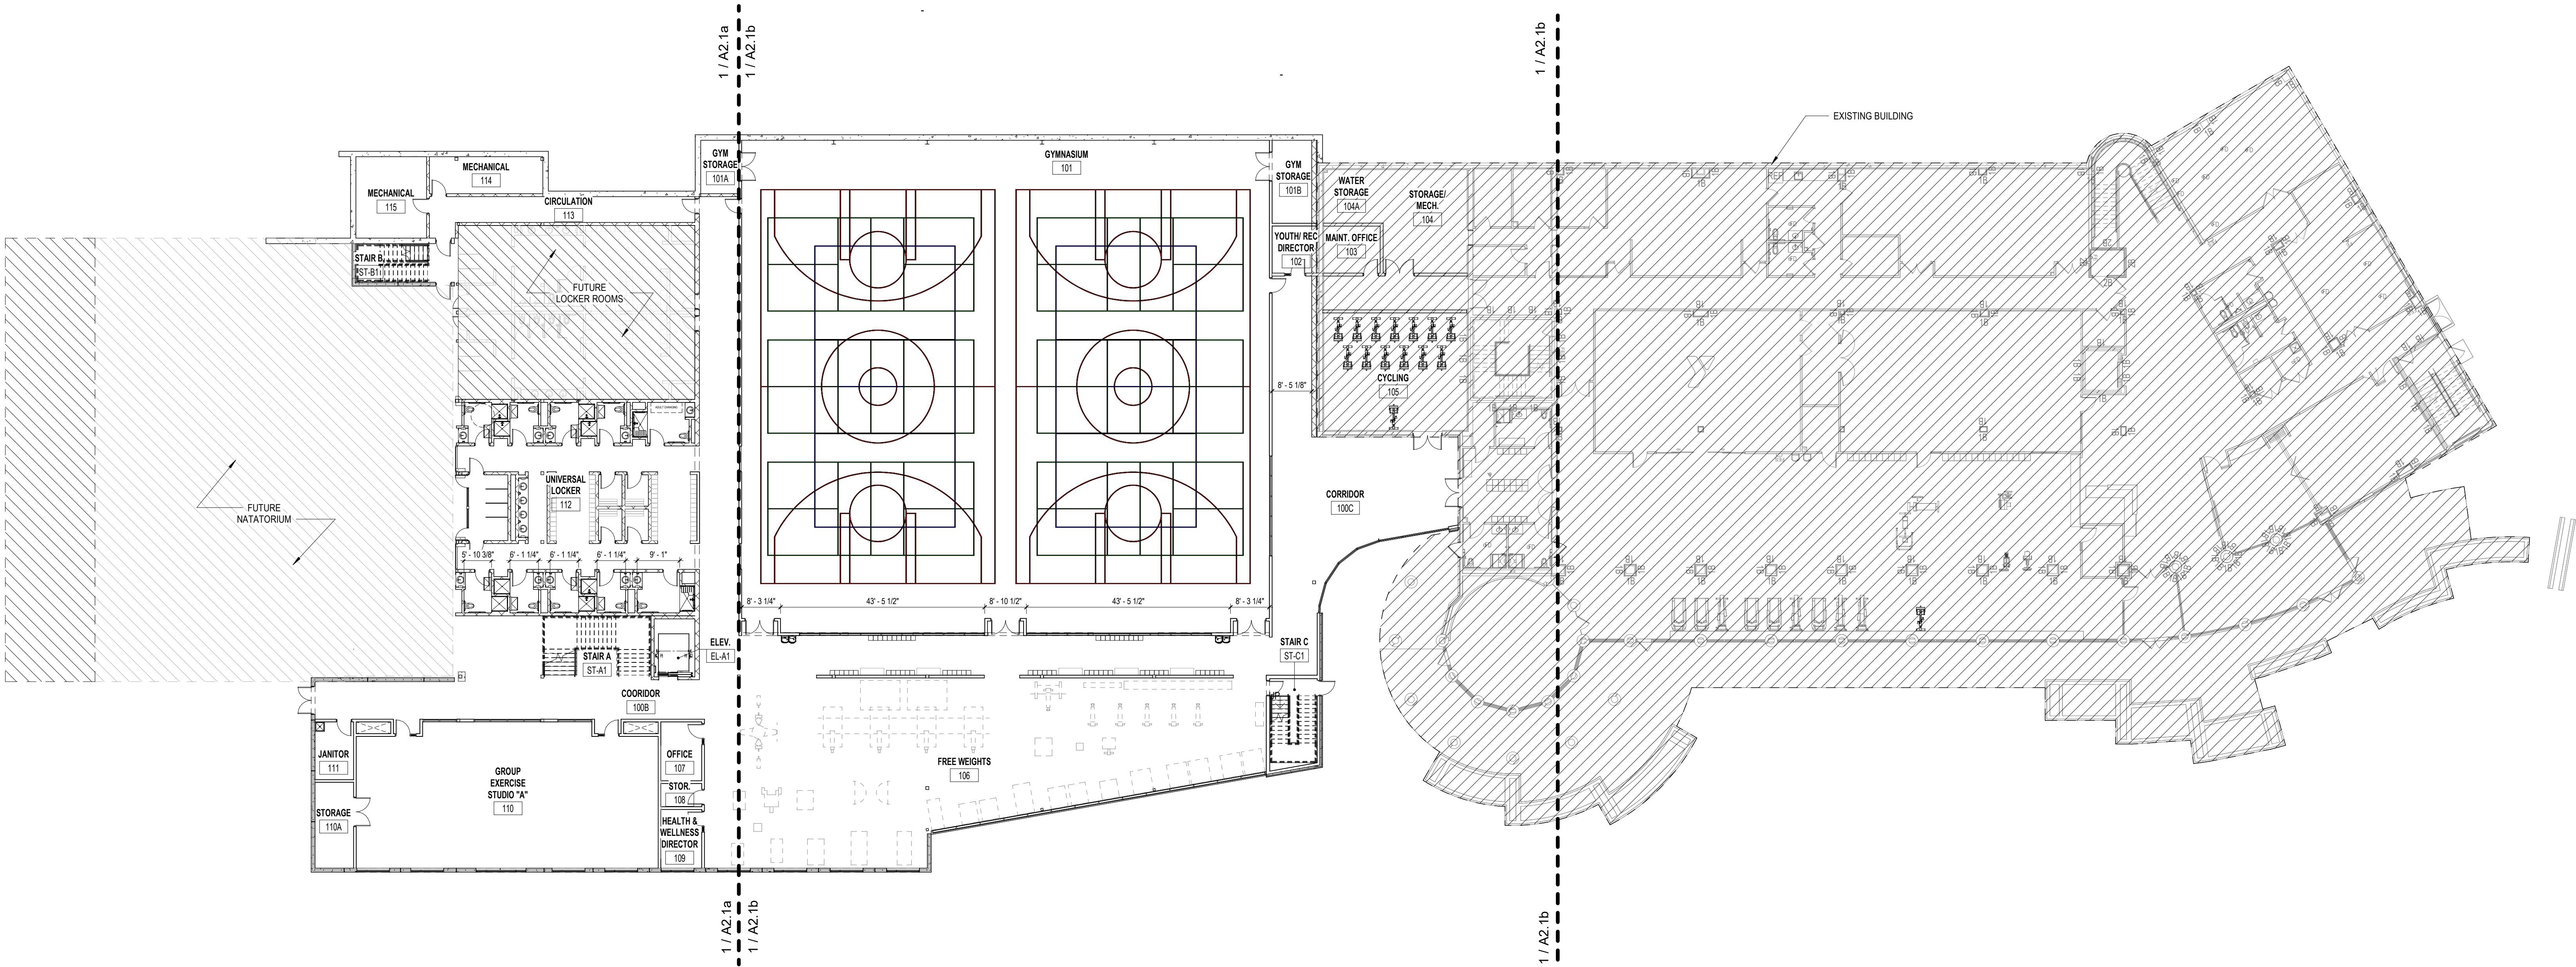 1 / A2.1a
1 / A2.1b
1 / A2.1b
EXISTING BUILDING
GYM
STORAGE
101A
GYMNASIUM
101
GYM
STORAGE
101B
MECHANICAL
114
MECHANICAL
115
CIRCULATION
113
WATER
STORAGE
104A
STORAGE/
MECH.
104
YOUTH/ REC
DIRECTOR
102
MAINT. OFFICE
103
STAIR B
ST-B1
FUTURE
LOCKER ROOMS
CYCLING
105
8' - 5 1/8"
UNIVERSAL
LOCKER
112
FUTURE
NATATORIUM
CORRIDOR
100C
5' - 10 3/8"
6' - 1 1/4"
6' - 1 1/4"
6' - 1 1/4"
9' - 1"
8' - 3 1/4"
43' - 5 1/2"
8' - 10 1/2"
43' - 5 1/2"
8' - 3 1/4"
ELEV.
EL-A1
STAIR A
ST-A1
STAIR C
ST-C1
COORIDOR
100B
JANITOR
111
OFFICE
107
GROUP
EXERCISE
STUDIO "A"
110
STOR.
108
FREE WEIGHTS
106
STORAGE
110A
HEALTH &
WELLNESS
DIRECTOR
109
1 / A2.1a
1 / A2.1b
1 / A2.1b